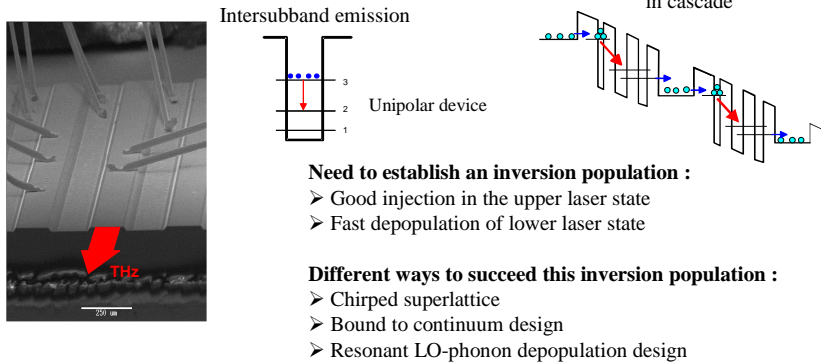 in cascade
Intersubband emission
3
2
1
Unipolar device
THz
250 um
Need to establish an inversion population :
➢ Good injection in the upper laser state
➢ Fast depopulation of lower laser state
Different ways to succeed this inversion population :
➢ Chirped superlattice
➢ Bound to continuum design
➢ Resonant LO-phonon depopulation design